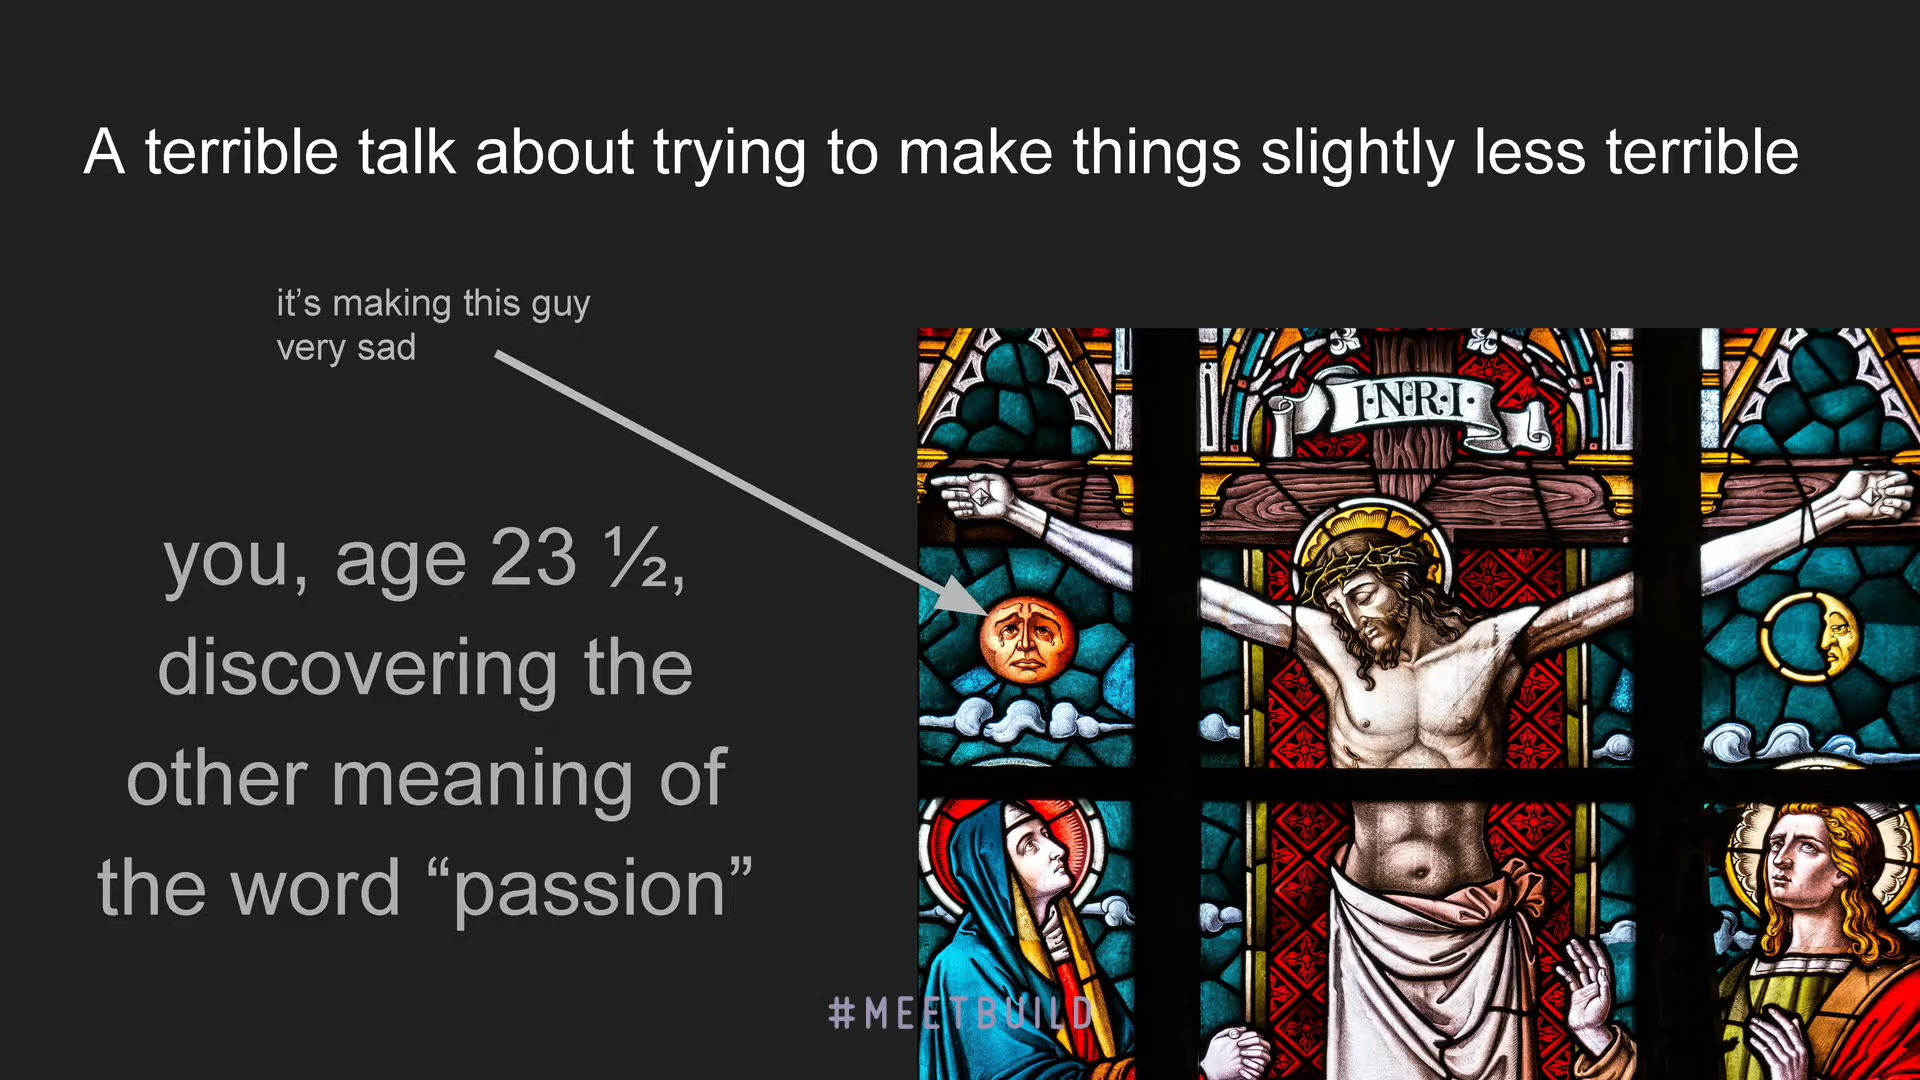 A terrible talk about trying to make things slightly less terrible
it’s making this guy
very sad
I·N·R·I·
you, age 23 ½,
discovering the
other meaning of
the word “passion”
#MEETBUILD